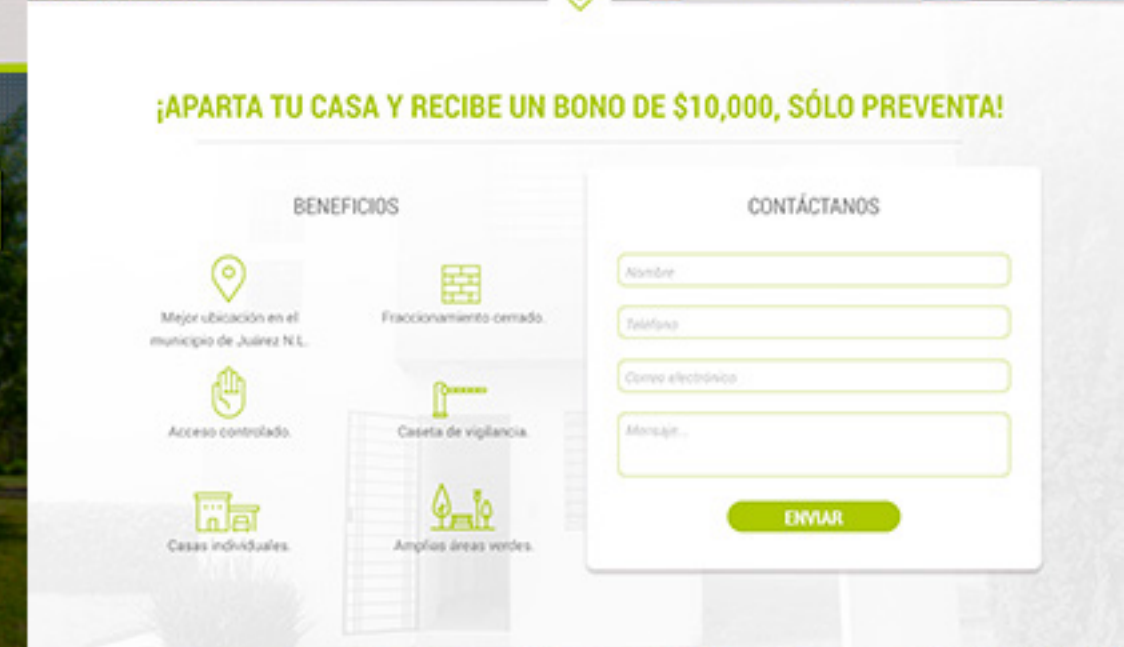 ¡APARTA TU CASA Y RECIBE UN BONO DE $10,000, SÓLO PREVENTA!
BENEFICIOS
Mejor ubicación en el
municipio de Juárez N.L.
Fraccionamiento cerrado.
Acceso controlado.
Caseta de vigilancia.
Casas individuales.
Amplias áreas verdes.
CONTÁCTANOS
Nombre
Teléfono
Correo electrónico
Mensaje...
ENVIAR